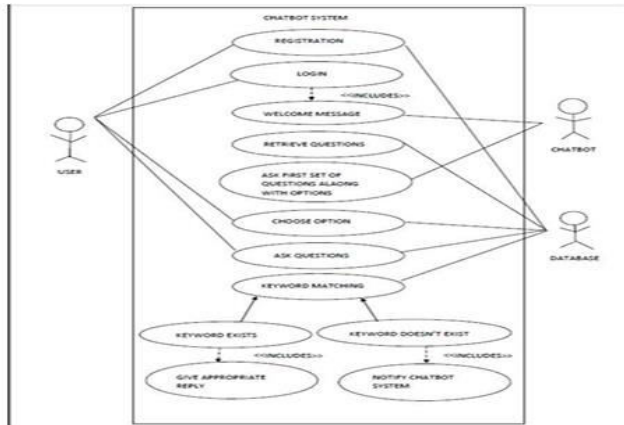 CHATBOT SYSTEM
REGISTRATION
LOGIN
<<INCLUDES>>
WELCOME MESSAGE
RETRIEVE QUESTIONS
ASK FIRST SET OF
QUESTIONS ALAONG
WITH OPTIONS
CHOOSE OPTION
ASK QUESTIONS
KEYWORD MATCHING
KEYWORD EXISTS
KEYWORD DOESN'T EXIST
<<INCLUDES>>
<<INCLUDES>>
GIVE APPROPRIATE
REPLY
NOTIFY CHATBOT
SYSTEM
USER
CHATBOT
DATABASE